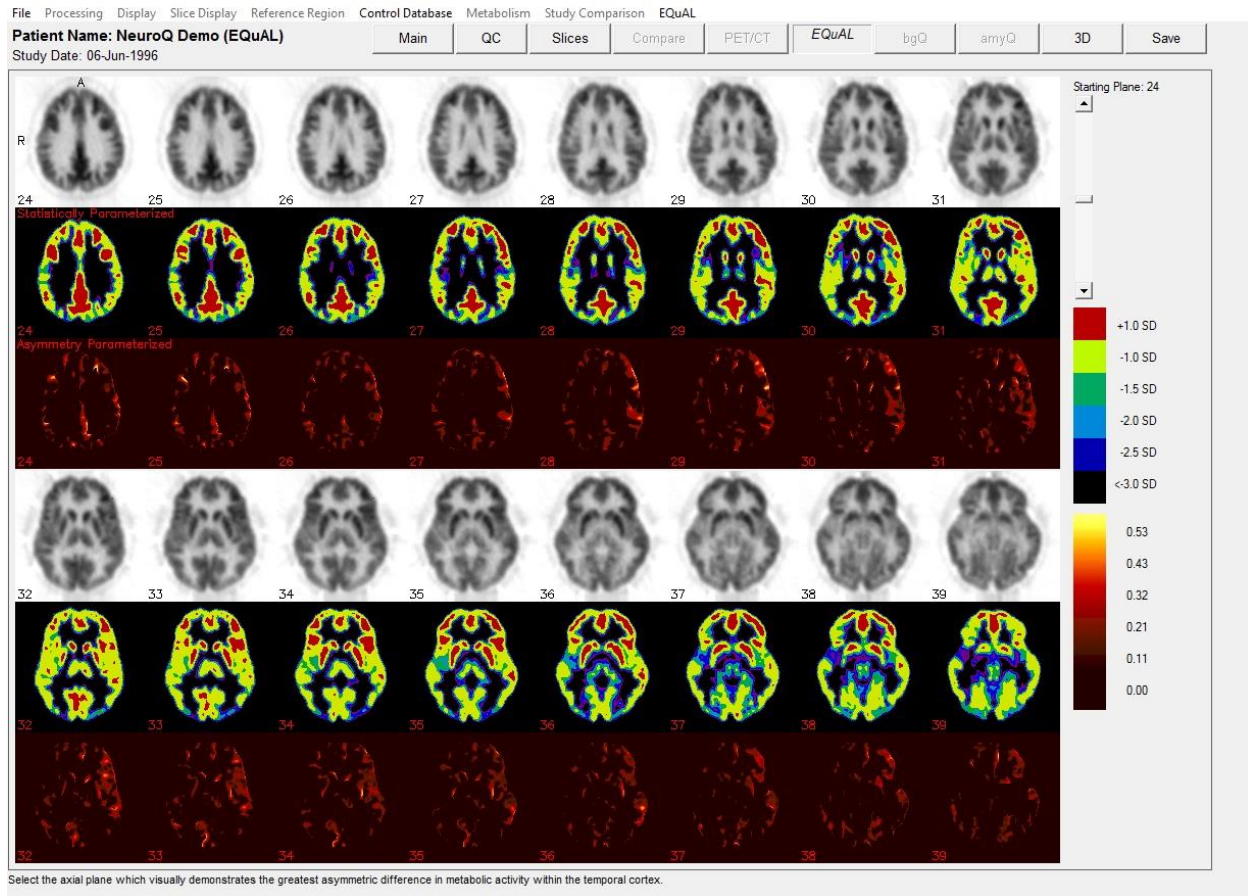 File Processing Display Slice Display Reference Region Control Database Metabolism Study Comparison EQuAL
Patient Name: NeuroQ Demo (EQuAL) Main QC Slices Compare PET/CT EQuAL bgQ amyQ 3D Save
Study Date: 06-Jun-1996
Starting Plane: 24
A
R
24 25 26 27 28 29 30 31
Statistically Parameterized
24 25 26 27 28 29 30 31
+1.0 SD
-1.0 SD
-1.5 SD
-2.0 SD
-2.5 SD
<-3.0 SD
Asymmetry Parameterized
24 25 26 27 28 29 30 31
32 33 34 35 36 37 38 39
0.53
0.43
0.32
0.21
0.11
0.00
32 33 34 35 36 37 38 39
32 33 34 35 36 37 38 39
Select the axial plane which visually demonstrates the greatest asymmetric difference in metabolic activity within the temporal cortex.